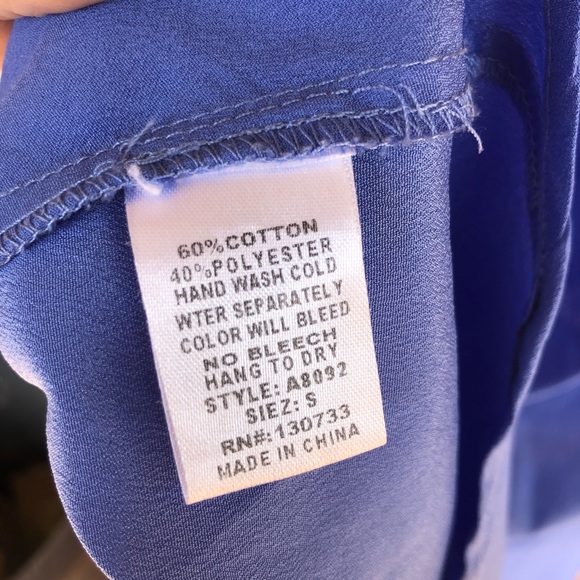 60%COTTON
40%POLYESTER
HAND WASH COLD
WTER SEPARATELY
COLOR WILL BLEED
NO BLEECH
HANG TO DRY
STYLE: A8092
SIEZ: S
RN#:130733
MADE IN CHINA